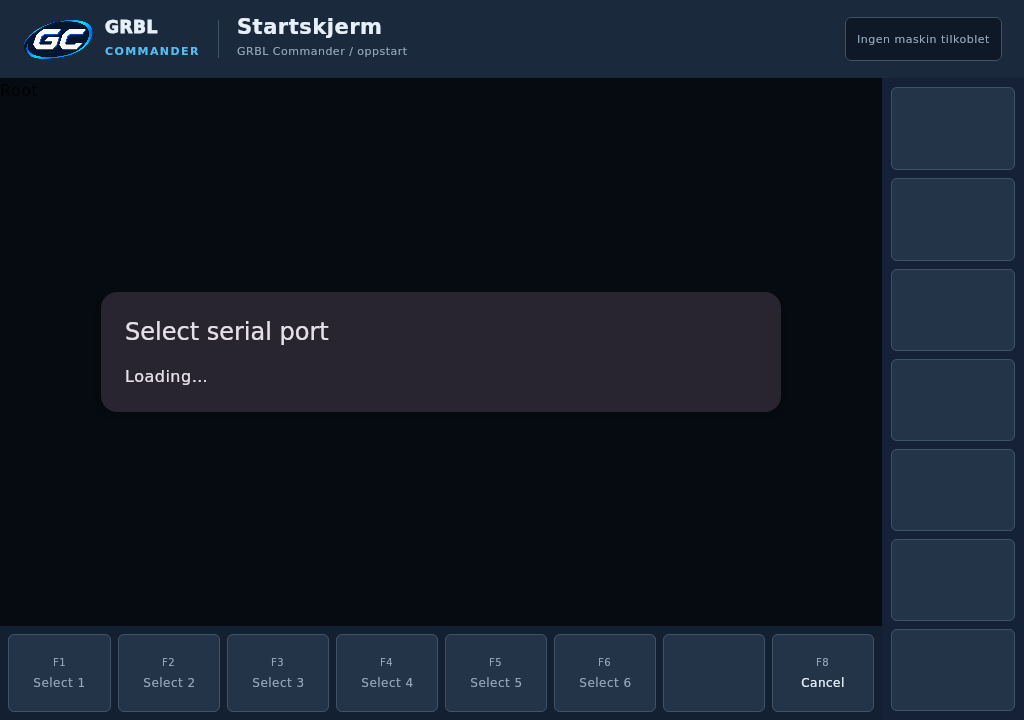 GC
GRBL
COMMANDER
Startskjerm
GRBL Commander / oppstart
Ingen maskin tilkoblet
Root
Select serial port
Loading...
F1
Select 1
F2
Select 2
F3
Select 3
F4
Select 4
F5
Select 5
F6
Select 6
F8
Cancel